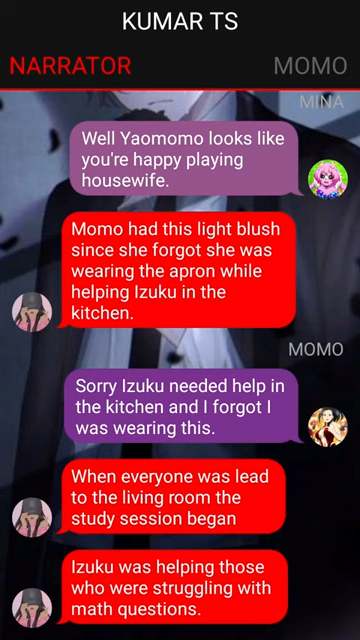 KUMAR TS
NARRATOR
MOMO
MINA
Well Yaomomo looks like
you're happy playing
housewife.
Momo had this light blush
since she forgot she was
wearing the apron while
helping Izuku in the
kitchen.
MOMO
Sorry Izuku needed help in
the kitchen and I forgot I
was wearing this.
When everyone was lead
to the living room the
study session began
Izuku was helping those
who were struggling with
math questions.